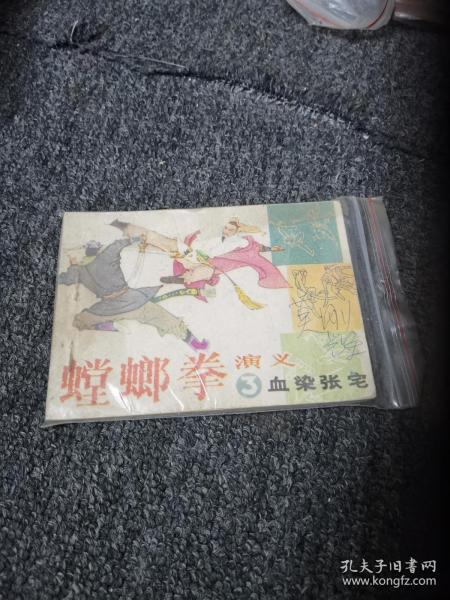 螳螂拳 演义
③ 血染张宅
孔夫子旧书网
www.kongfz.com